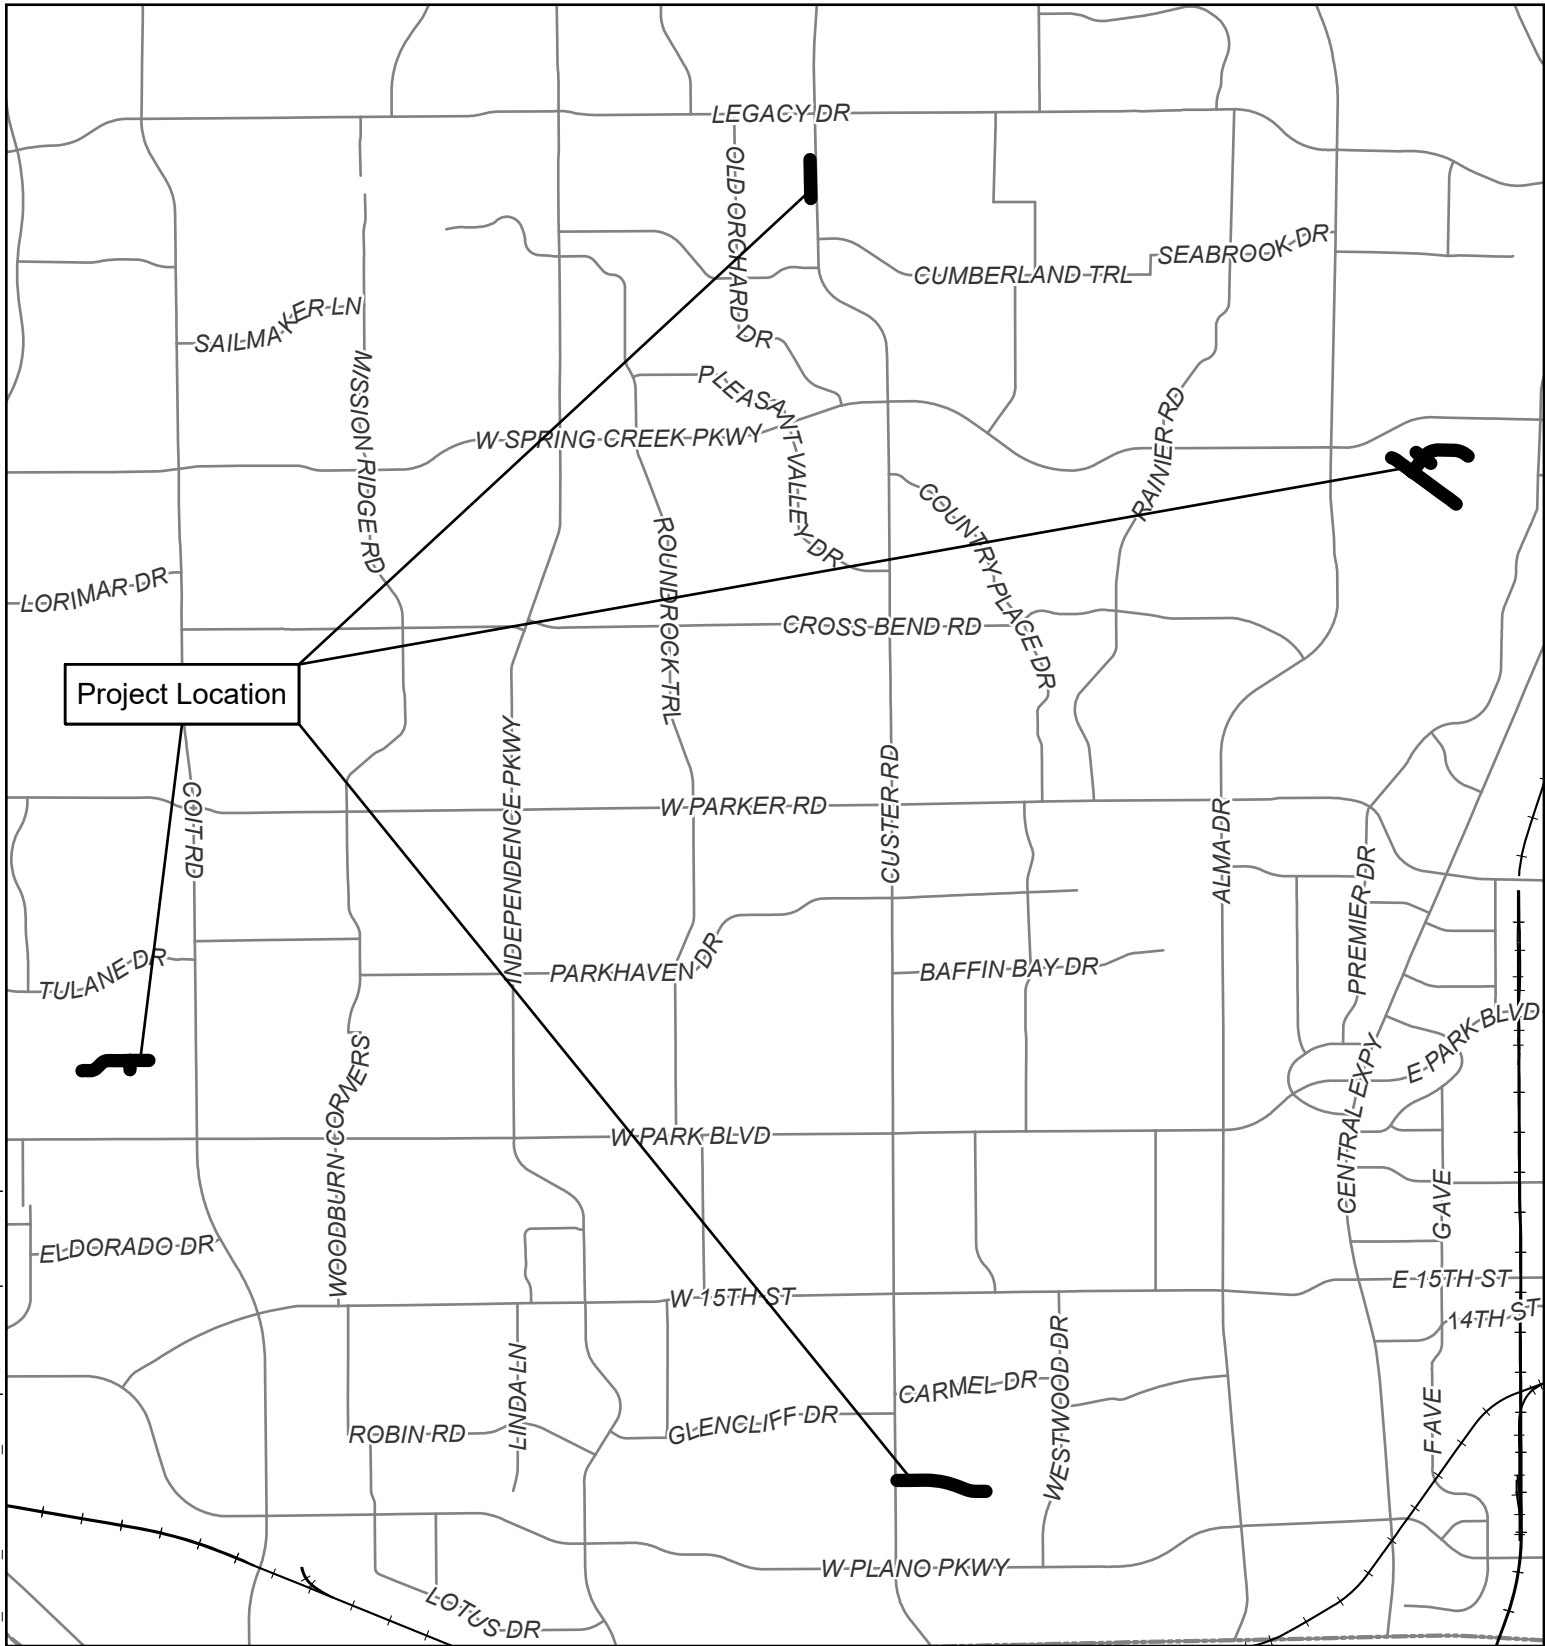 LEGACY DR
OLD ORCHARD DR
SEABROOK DR
CUMBERLAND TRL
SAILMAKER LN
MISSION RIDGE RD
PLEASANT VALLEY DR
RAINIER RD
W SPRING CREEK PKWY
COUNTRY PLACE DR
ROUNDROCK TRL
LORIMAR DR
CROSS BEND RD
Project Location
INDEPENDENCE PKWY
CUSTER RD
COIT RD
W PARKER RD
ALMA DR
PREMIER DR
TULANE DR
PARKHAVEN DR
BAFFIN BAY DR
E PARK BLVD
WOODBURN CORNERS
CENTRAL EXPY
W PARK BLVD
G AVE
ELDORADO DR
E 15TH ST
W 15TH ST
14TH ST
LINDA LN
WESTWOOD DR
CARMEL DR
F AVE
ROBIN RD
GLENCLIFF DR
W PLANO PKWY
LOTUS DR